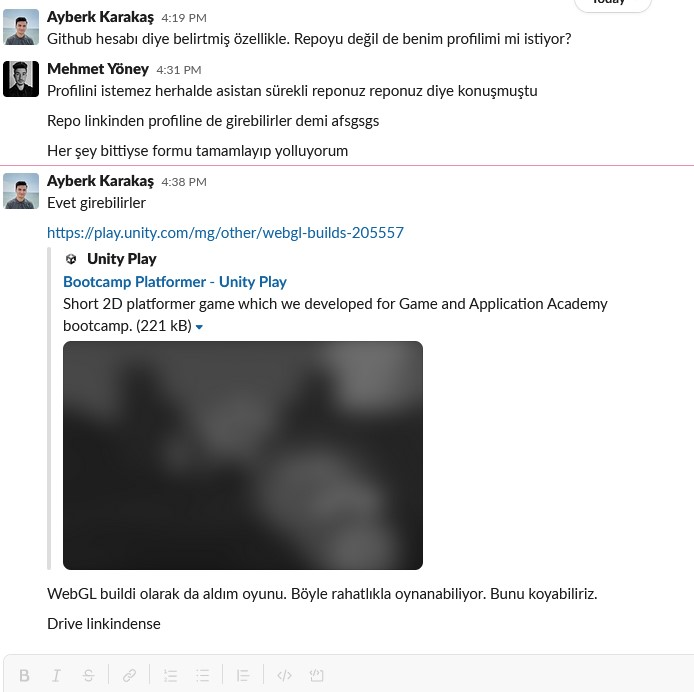 Today
Ayberk Karakaş 4:19 PM
Github hesabı diye belirtmiş özellikle. Repoyu değil de benim profilimi mi istiyor?
Mehmet Yöney 4:31 PM
Profilini istemez herhalde asistan sürekli reponuz reponuz diye konuşmuştu
Repo linkinden profiline de girebilirler demi afsgsgs
Her şey bittiyse formu tamamlayıp yolluyorum
Ayberk Karakaş 4:38 PM
Evet girebilirler
https://play.unity.com/mg/other/webgl-builds-205557
Unity Play
Bootcamp Platformer - Unity Play
Short 2D platformer game which we developed for Game and Application Academy
bootcamp. (221 kB)
WebGL buildi olarak da aldım oyunu. Böyle rahatlıkla oynanabiliyor. Bunu koyabiliriz.
Drive linkindense
B I S